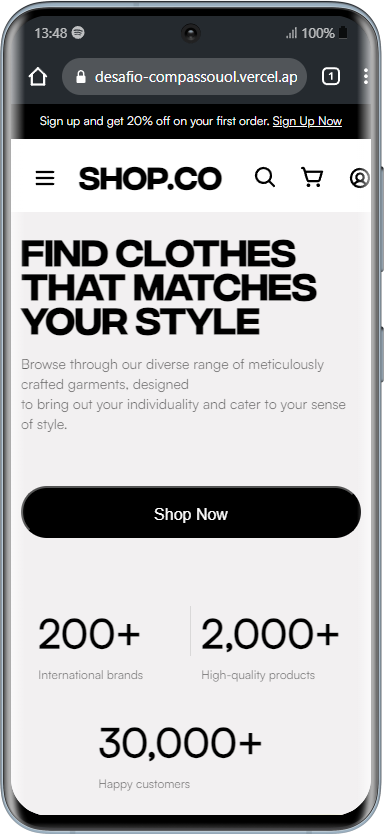 13:48 100%
desafio-compassouol.vercel.ap 1
Sign up and get 20% off on your first order. Sign Up Now
SHOP.CO
FIND CLOTHES
THAT MATCHES
YOUR STYLE
Browse through our diverse range of meticulously
crafted garments, designed
to bring out your individuality and cater to your sense
of style.
Shop Now
200+ 2,000+
International brands High-quality products
30,000+
Happy customers